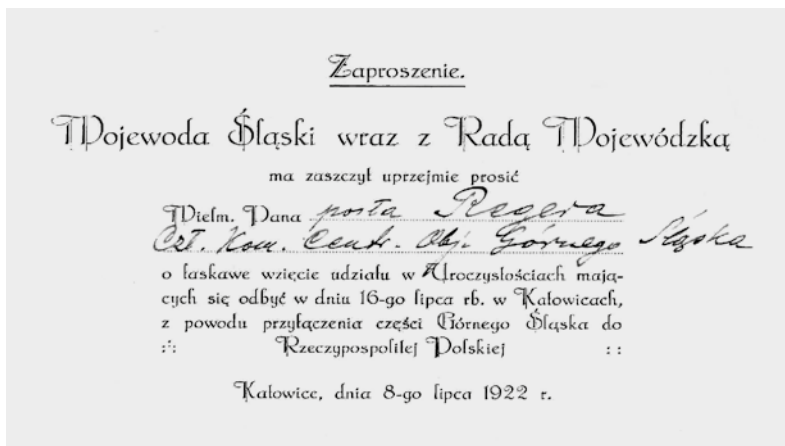 Zaproszenie.
Wojewoda Śląski wraz z Radą Wojewódzką
ma zaszczyt uprzejmie prosić
Wielm. Pana posła Regera
Czł. Kom. Centr. Obj. Górnego Śląska
o łaskawe wzięcie udziału w Uroczystościach mają-
cych się odbyć w dniu 16-go lipca rb. w Katowicach,
z powodu przyłączenia części Górnego Śląska do
Rzeczypospolitej Polskiej
Katowice, dnia 8-go lipca 1922 r.